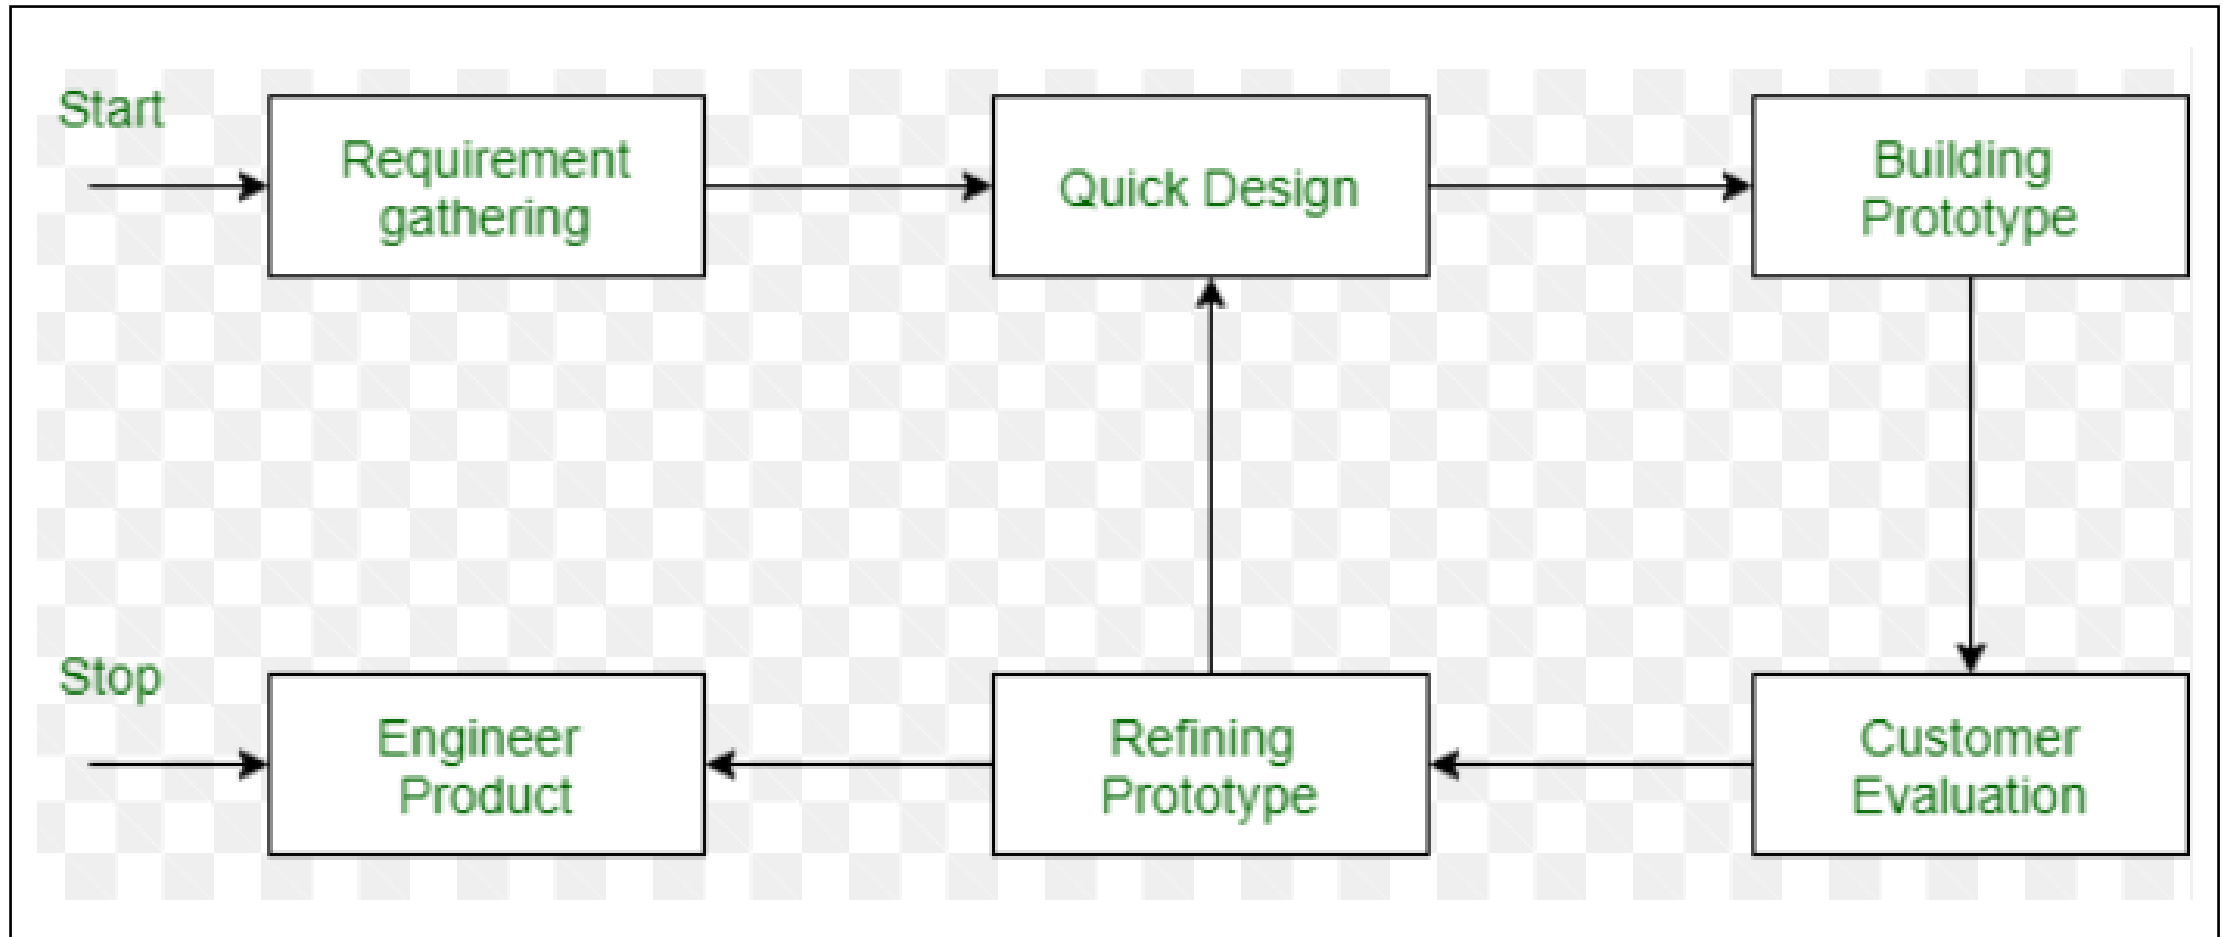 Start
Requirement
gathering
Quick Design
Building
Prototype
Stop
Engineer
Product
Refining
Prototype
Customer
Evaluation